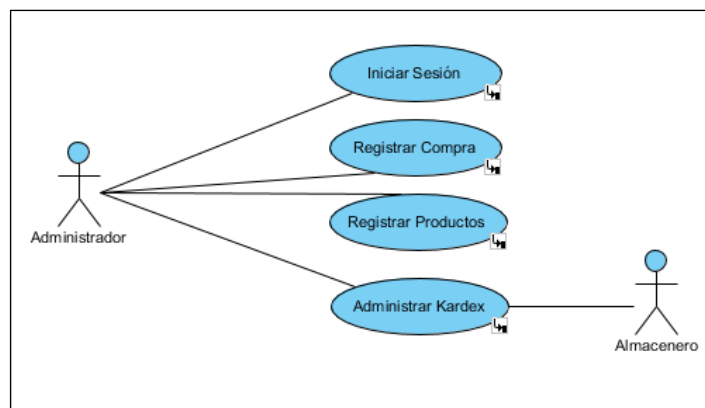 Iniciar Sesión
Registrar Compra
Registrar Productos
Administrador
Administrar Kardex
Almacenero